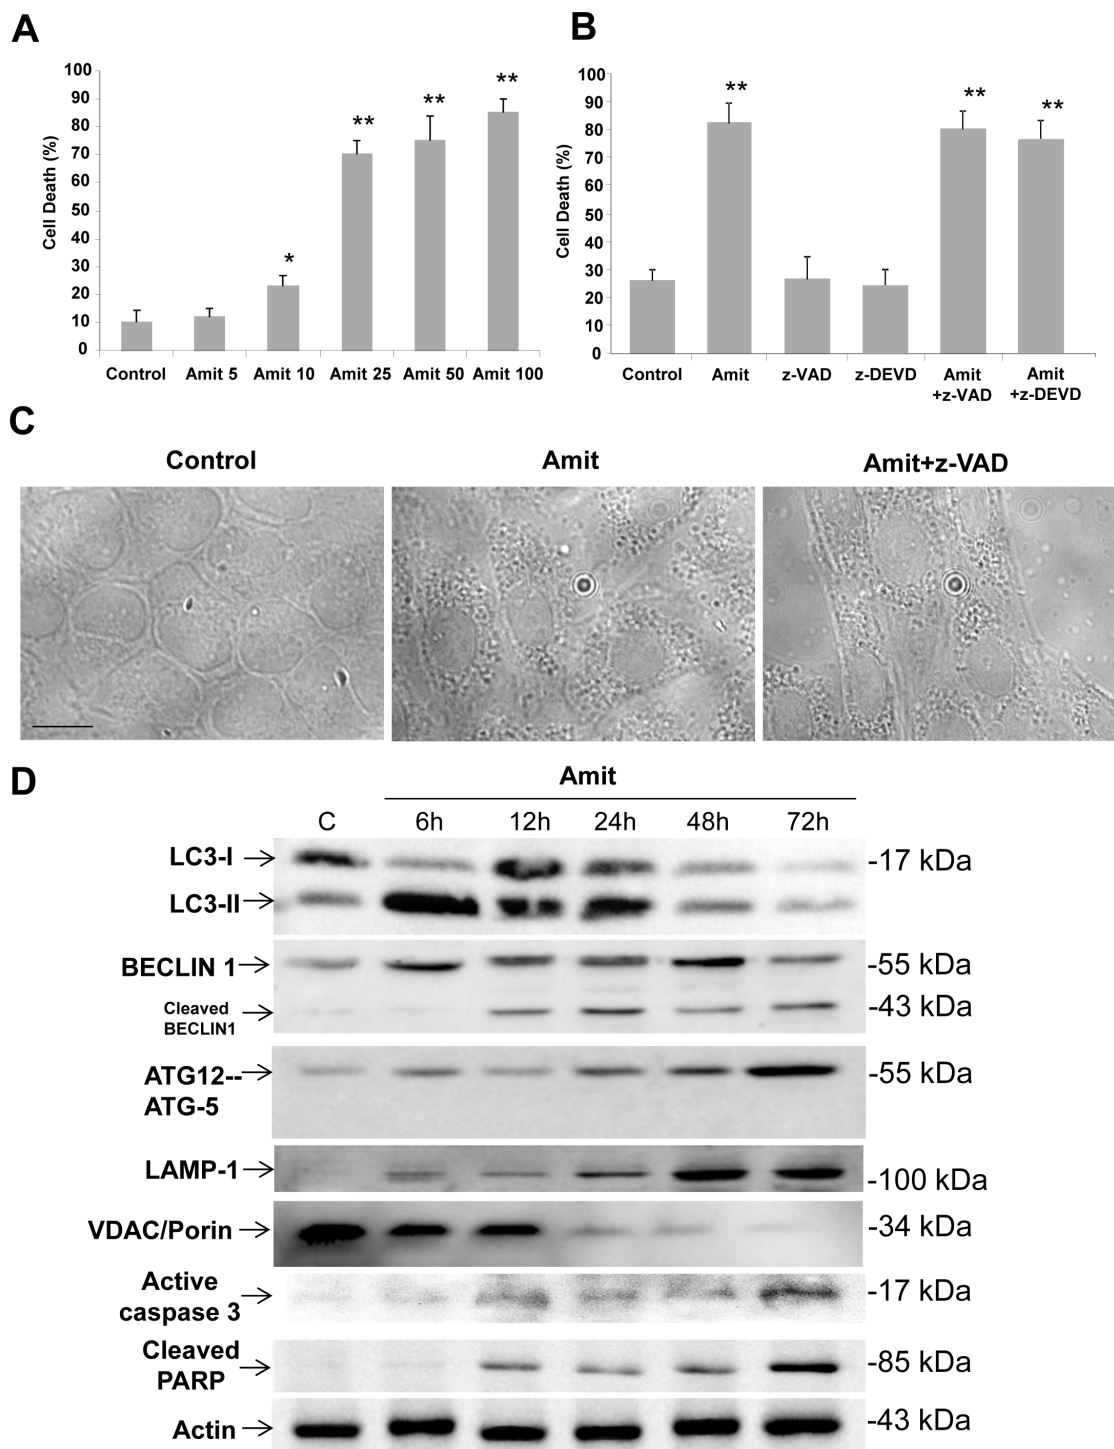 A
Cell Death (%)
100
90
80
70
60
50
40
30
20
10
0
*
**
**
**
Control
Amit 5
Amit 10
Amit 25
Amit 50
Amit 100
B
Cell Death (%)
100
90
80
70
60
50
40
30
20
10
0
**
**
**
Control
Amit
z-VAD
z-DEVD
Amit
+z-VAD
Amit
+z-DEVD
C
Control
Amit
Amit+z-VAD
D
Amit
C
6h
12h
24h
48h
72h
LC3-I
-17 kDa
LC3-II
BECLIN 1
-55 kDa
Cleaved
BECLIN1
-43 kDa
ATG12--
ATG-5
-55 kDa
LAMP-1
-100 kDa
VDAC/Porin
-34 kDa
Active
caspase 3
-17 kDa
Cleaved
PARP
-85 kDa
Actin
-43 kDa